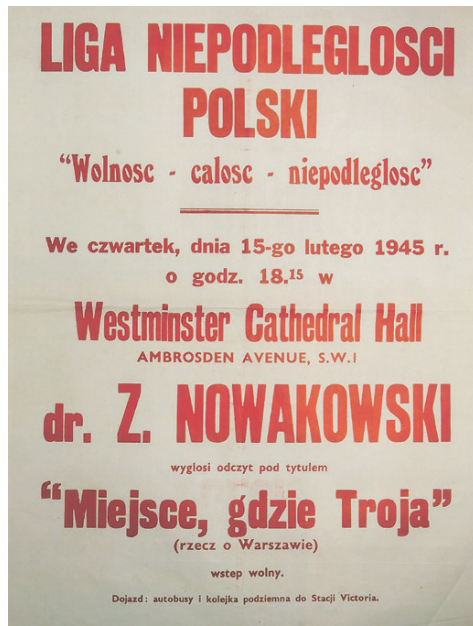 LIGA NIEPODLEGLOSCI
POLSKI
“Wolnosc - calosc - niepodleglosc”
We czwartek, dnia 15-go lutego 1945 r.
o godz. 18.15 w
Westminster Cathedral Hall
AMBROSDEN AVENUE, S.W.1
dr. Z. NOWAKOWSKI
wyglosi odczyt pod tytulem
“Miejsce, gdzie Troja”
(rzecz o Warszawie)
wstep wolny.
Dojazd: autobusy i kolejka podziemna do Stacji Victoria.